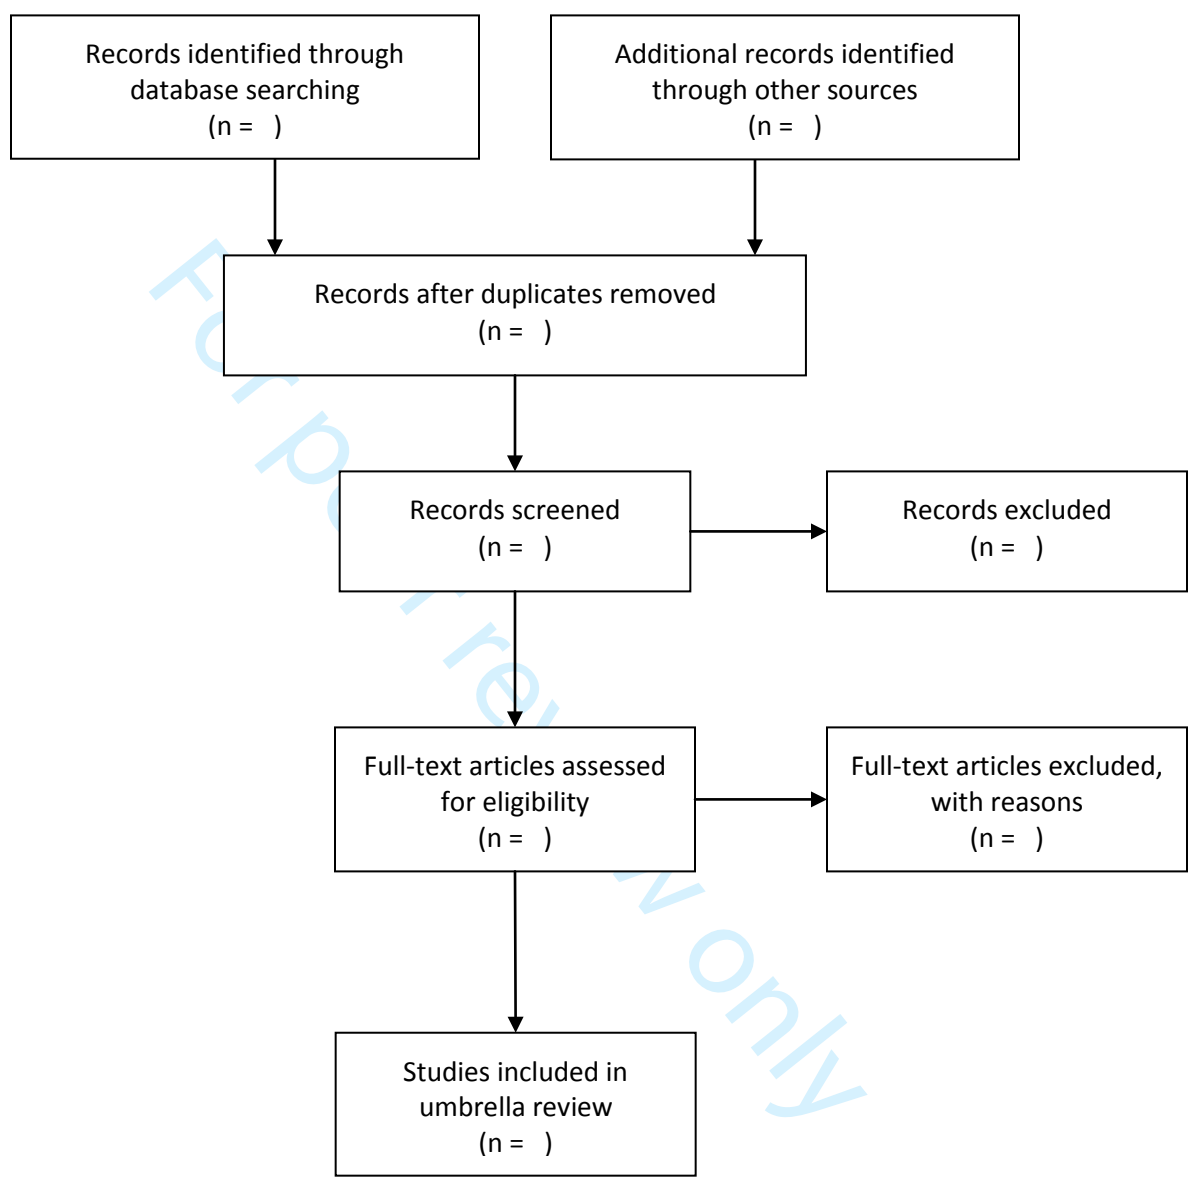 Records identified through
database searching
(n =   )
Additional records identified
through other sources
(n =   )
Records after duplicates removed
(n =   )
Records screened
(n =   )
Records excluded
(n =   )
Full-text articles assessed
for eligibility
(n =   )
Full-text articles excluded,
with reasons
(n =   )
Studies included in
umbrella review
(n =   )
For peer review only